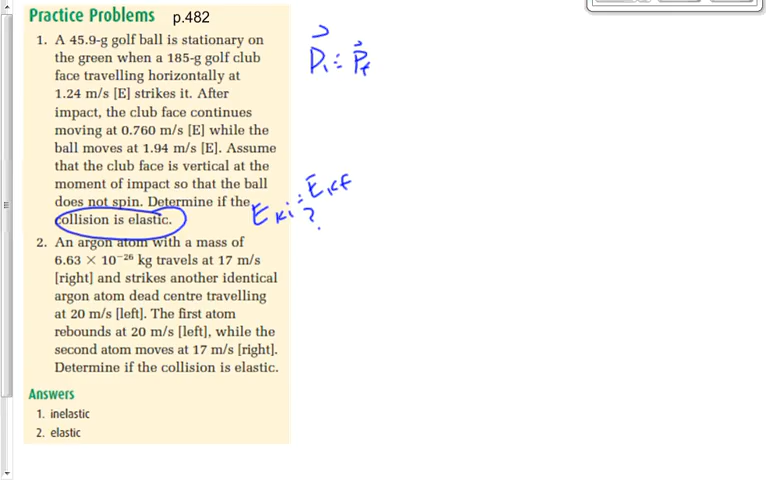 Practice Problems p.482
1. A 45.9-g golf ball is stationary on
the green when a 185-g golf club
face travelling horizontally at
1.24 m/s [E] strikes it. After
impact, the club face continues
moving at 0.760 m/s [E] while the
ball moves at 1.94 m/s [E]. Assume
that the club face is vertical at the
moment of impact so that the ball
does not spin. Determine if the
collision is elastic.
2. An argon atom with a mass of
6.63 × 10⁻²⁶ kg travels at 17 m/s
[right] and strikes another identical
argon atom dead centre travelling
at 20 m/s [left]. The first atom
rebounds at 20 m/s [left], while the
second atom moves at 17 m/s [right].
Determine if the collision is elastic.
Answers
1. inelastic
2. elastic
p⃗i = p⃗f
Eki = Ekf
?